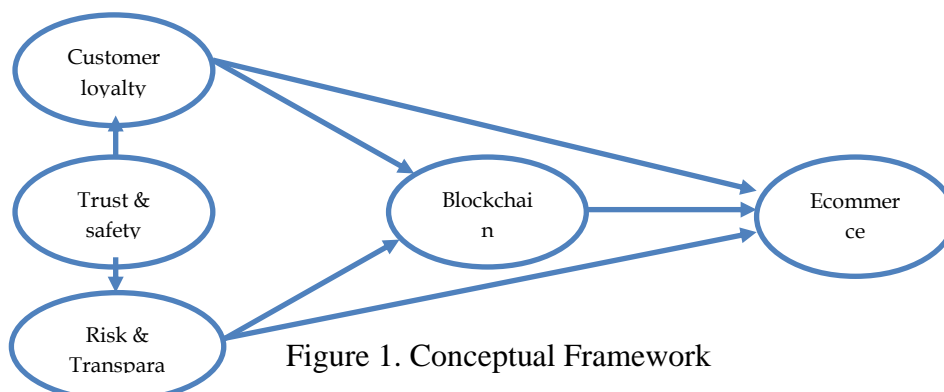 Customer
loyalty
Trust &
safety
Risk &
Transpara
Blockchai
n
Ecommer
ce
Figure 1. Conceptual Framework